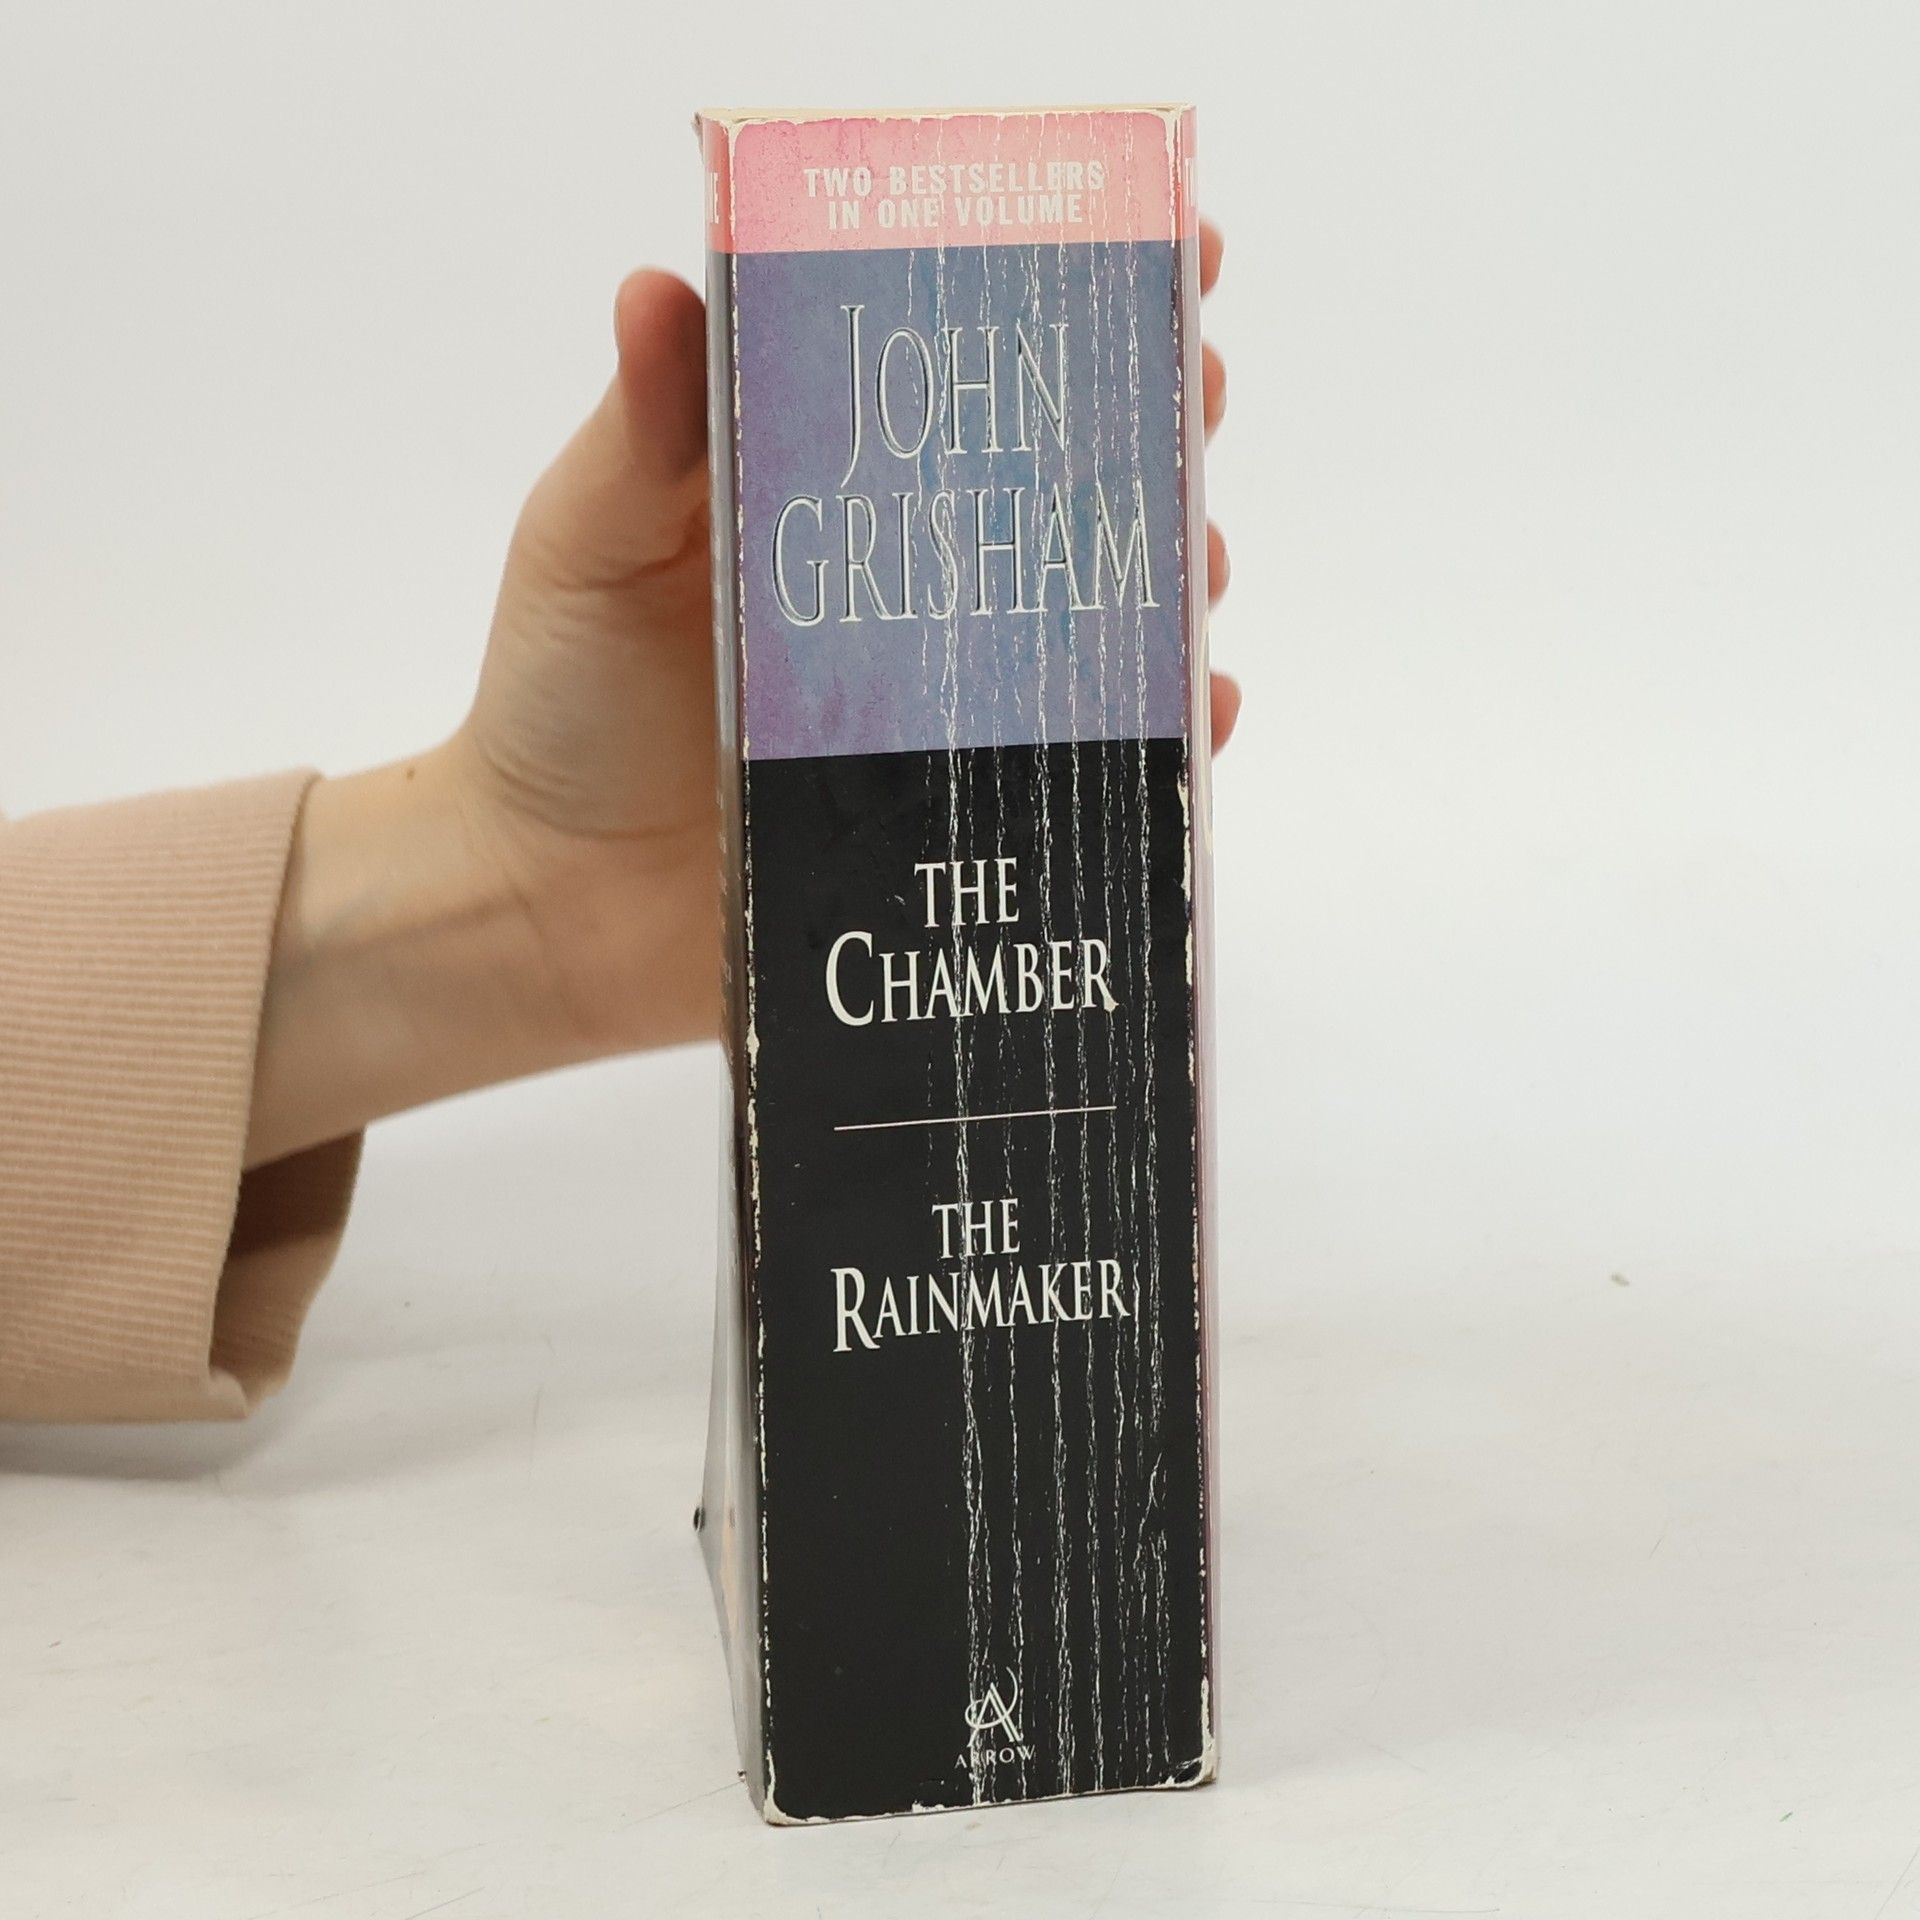 TWO BESTSELLERS
IN ONE VOLUME
JOHN
GRISHAM
THE
CHAMBER
THE
RAINMAKER
ARROW